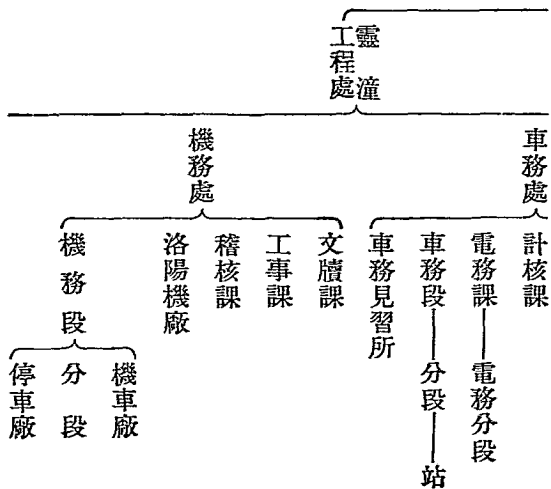 靈潼
工程處
車務處
計核課
電務課
電務分段
車務段
分段
站
車務見習所
機務處
文牘課
工事課
稽核課
洛陽機廠
機務段
機車廠
分段
停車廠